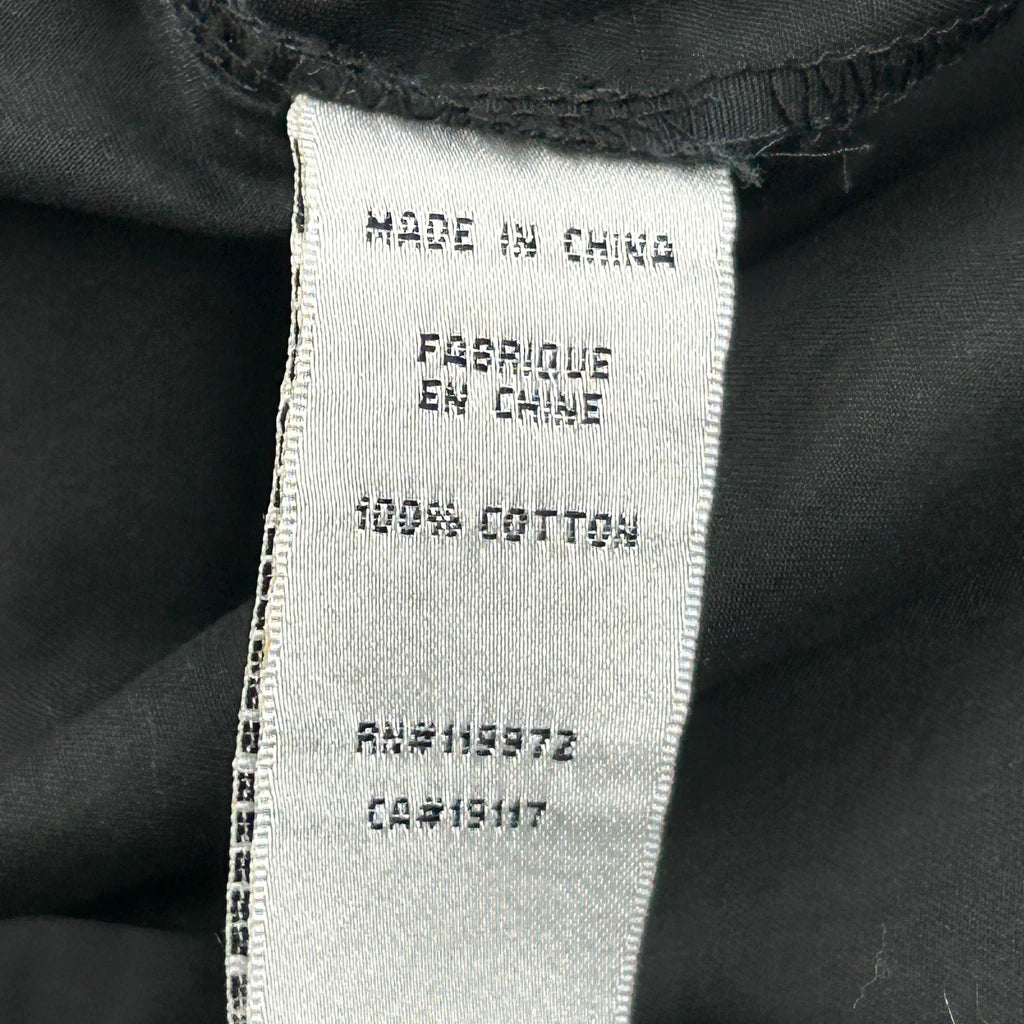 MADE IN CHINA
FABRIQUE
EN CHINE
100% COTTON
RN#119972
CA#19117